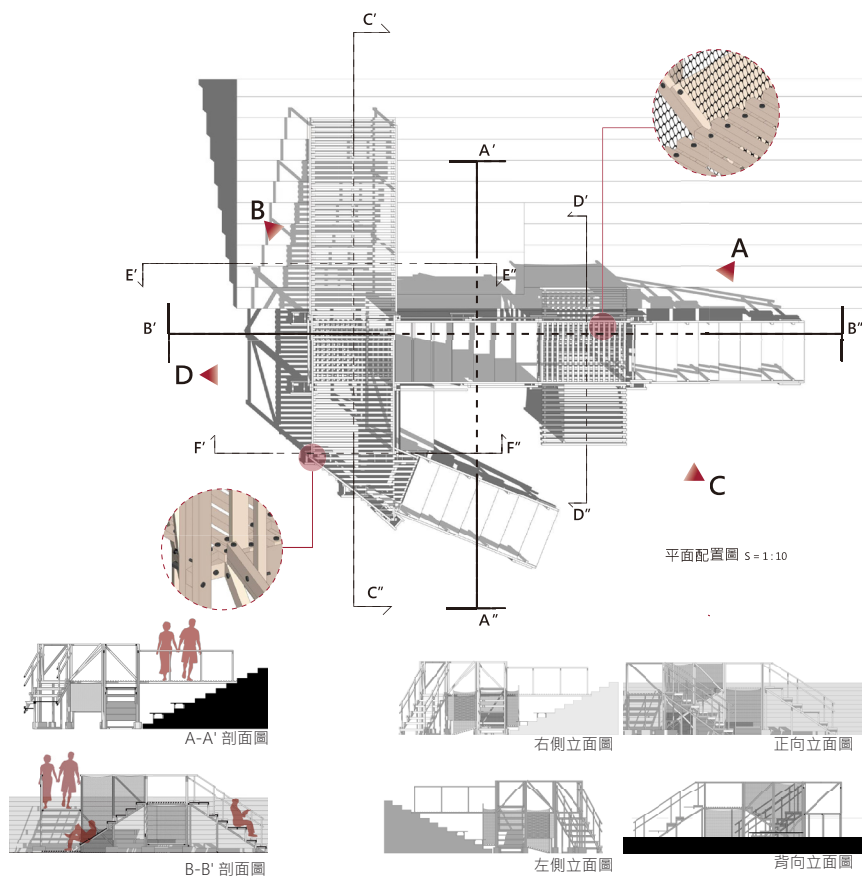 C’
A’
D’
B
A
E’
E”
B’
B”
D
F’
F”
C
D”
平面配置圖 S = 1 : 10
C”
A”
A-A' 剖面圖
右側立面圖
正向立面圖
B-B' 剖面圖
左側立面圖
背向立面圖